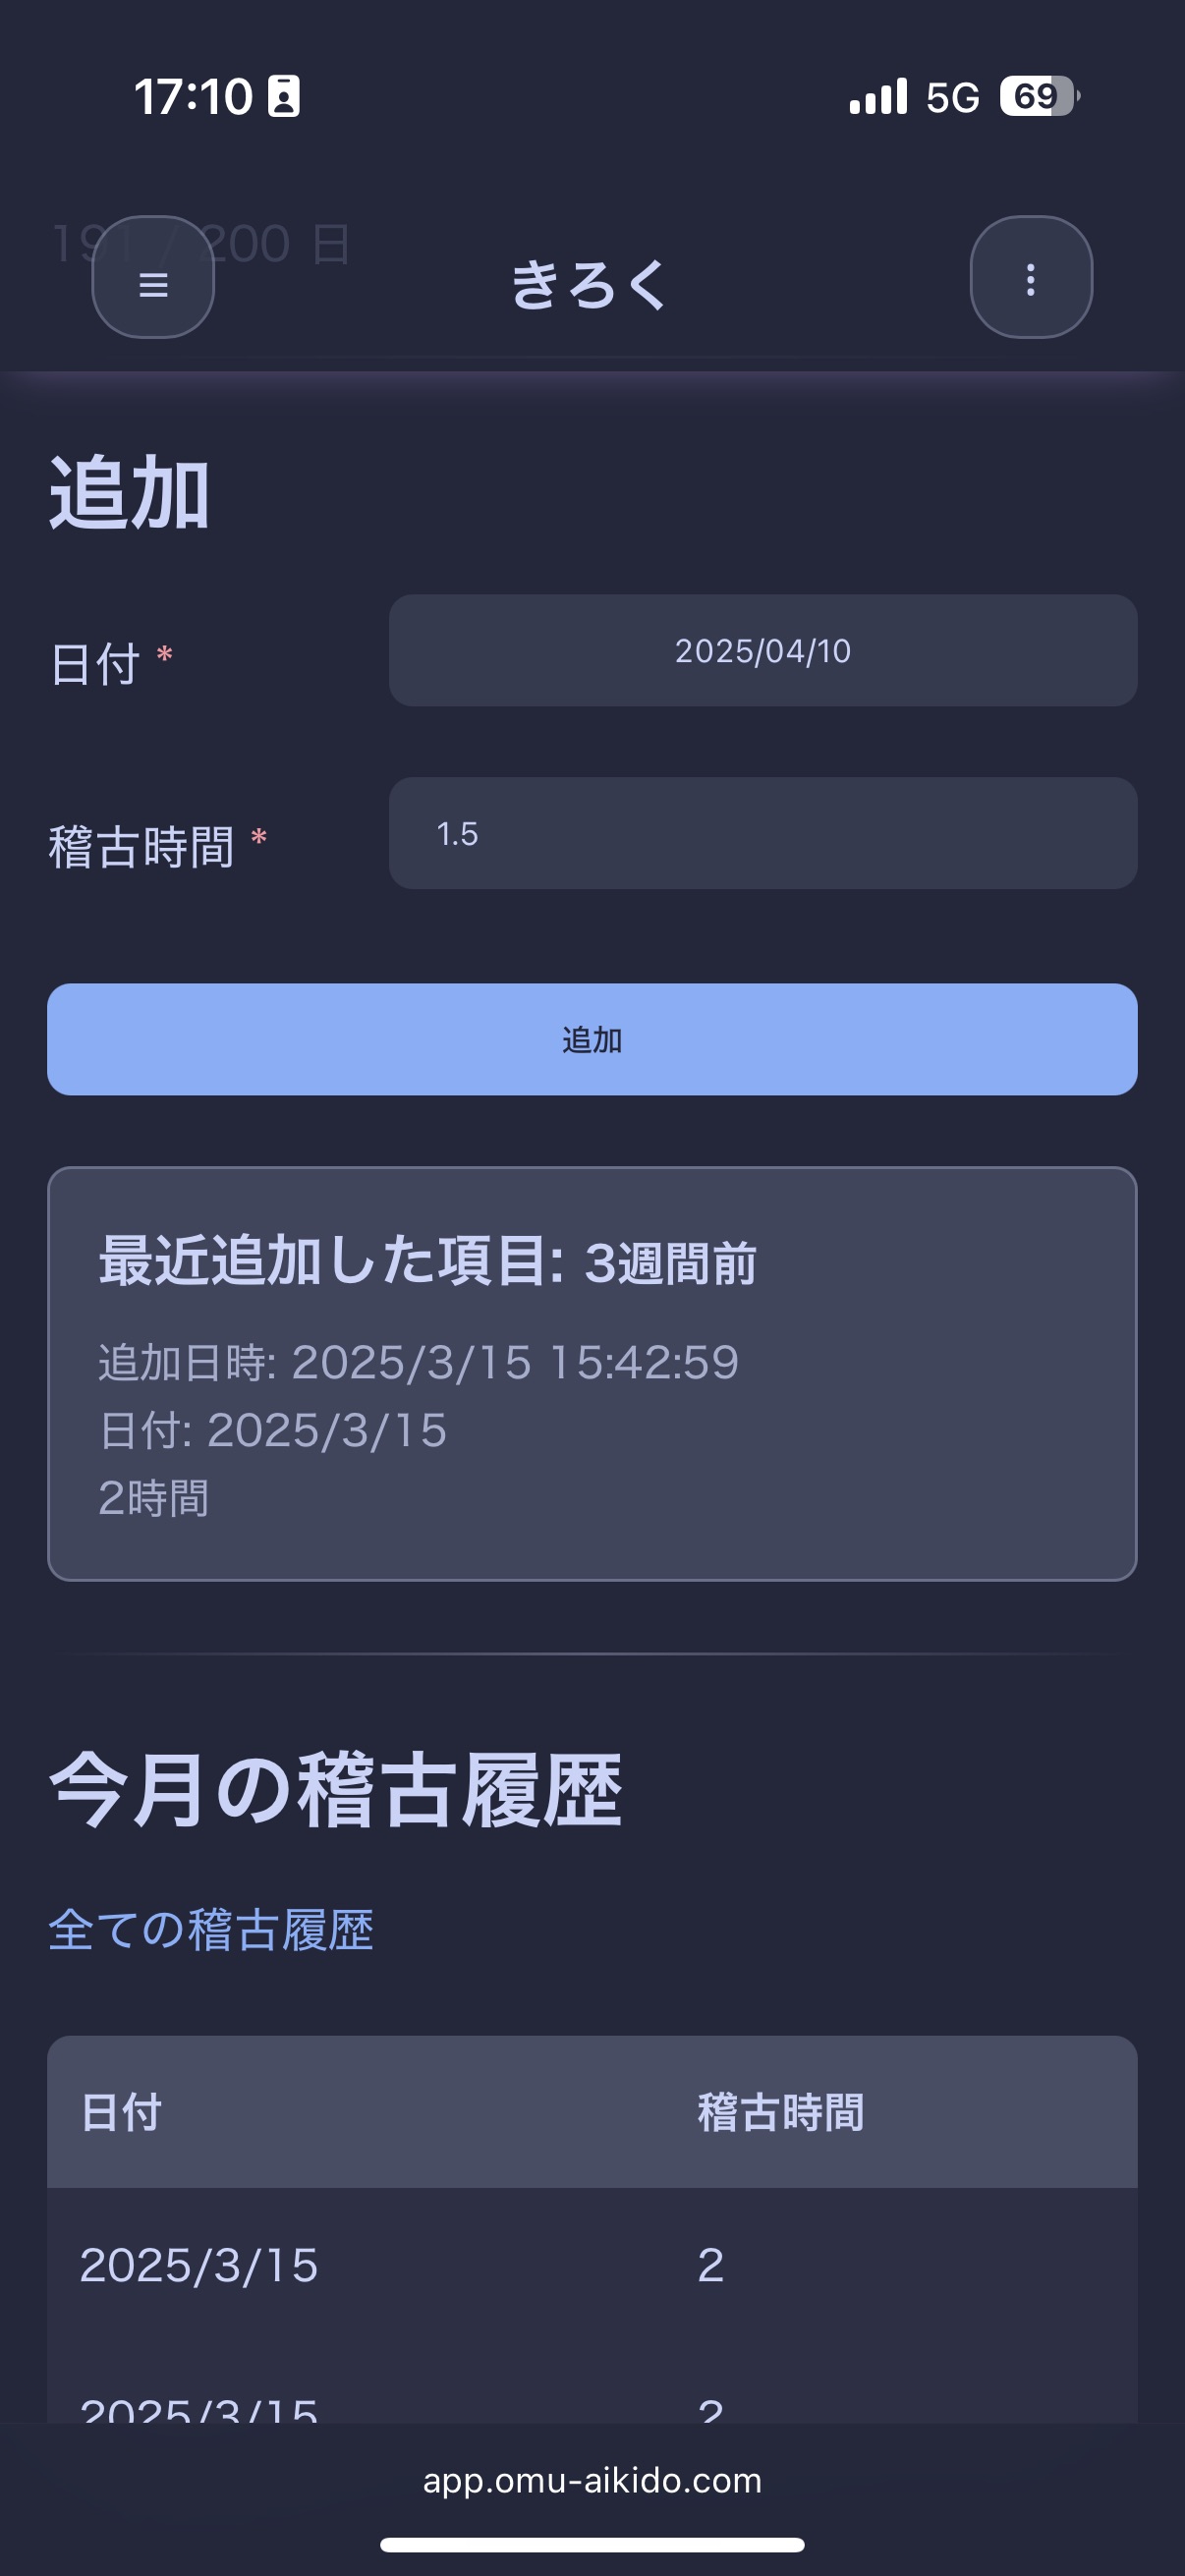 17:10
5G 69
191 / 200 日
きろく
追加
日付 *
2025/04/10
稽古時間 *
1.5
追加
最近追加した項目: 3週間前
追加日時: 2025/3/15 15:42:59
日付: 2025/3/15
2時間
今月の稽古履歴
全ての稽古履歴
日付 稽古時間
2025/3/15 2
2025/3/15 2
app.omu-aikido.com